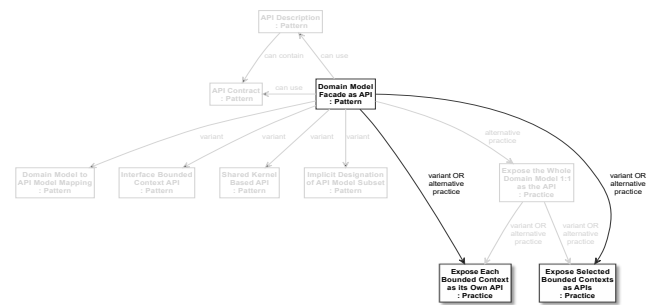 API Description
: Pattern
can contain
can use
API Contract
: Pattern
can use
Domain Model
Facade as API
: Pattern
variant
variant
variant
variant
alternative
practice
Domain Model to
API Model Mapping
: Pattern
Interface Bounded
Context API
: Pattern
Shared Kernel
Based API
: Pattern
Implicit Designation
of API Model Subset
: Pattern
variant OR
alternative
practice
Expose the Whole
Domain Model 1:1
as the API
: Practice
variant OR
alternative
practice
variant OR
alternative
practice
variant OR
alternative
practice
Expose Each
Bounded Context
as its Own API
: Practice
Expose Selected
Bounded Contexts
as APIs
: Practice